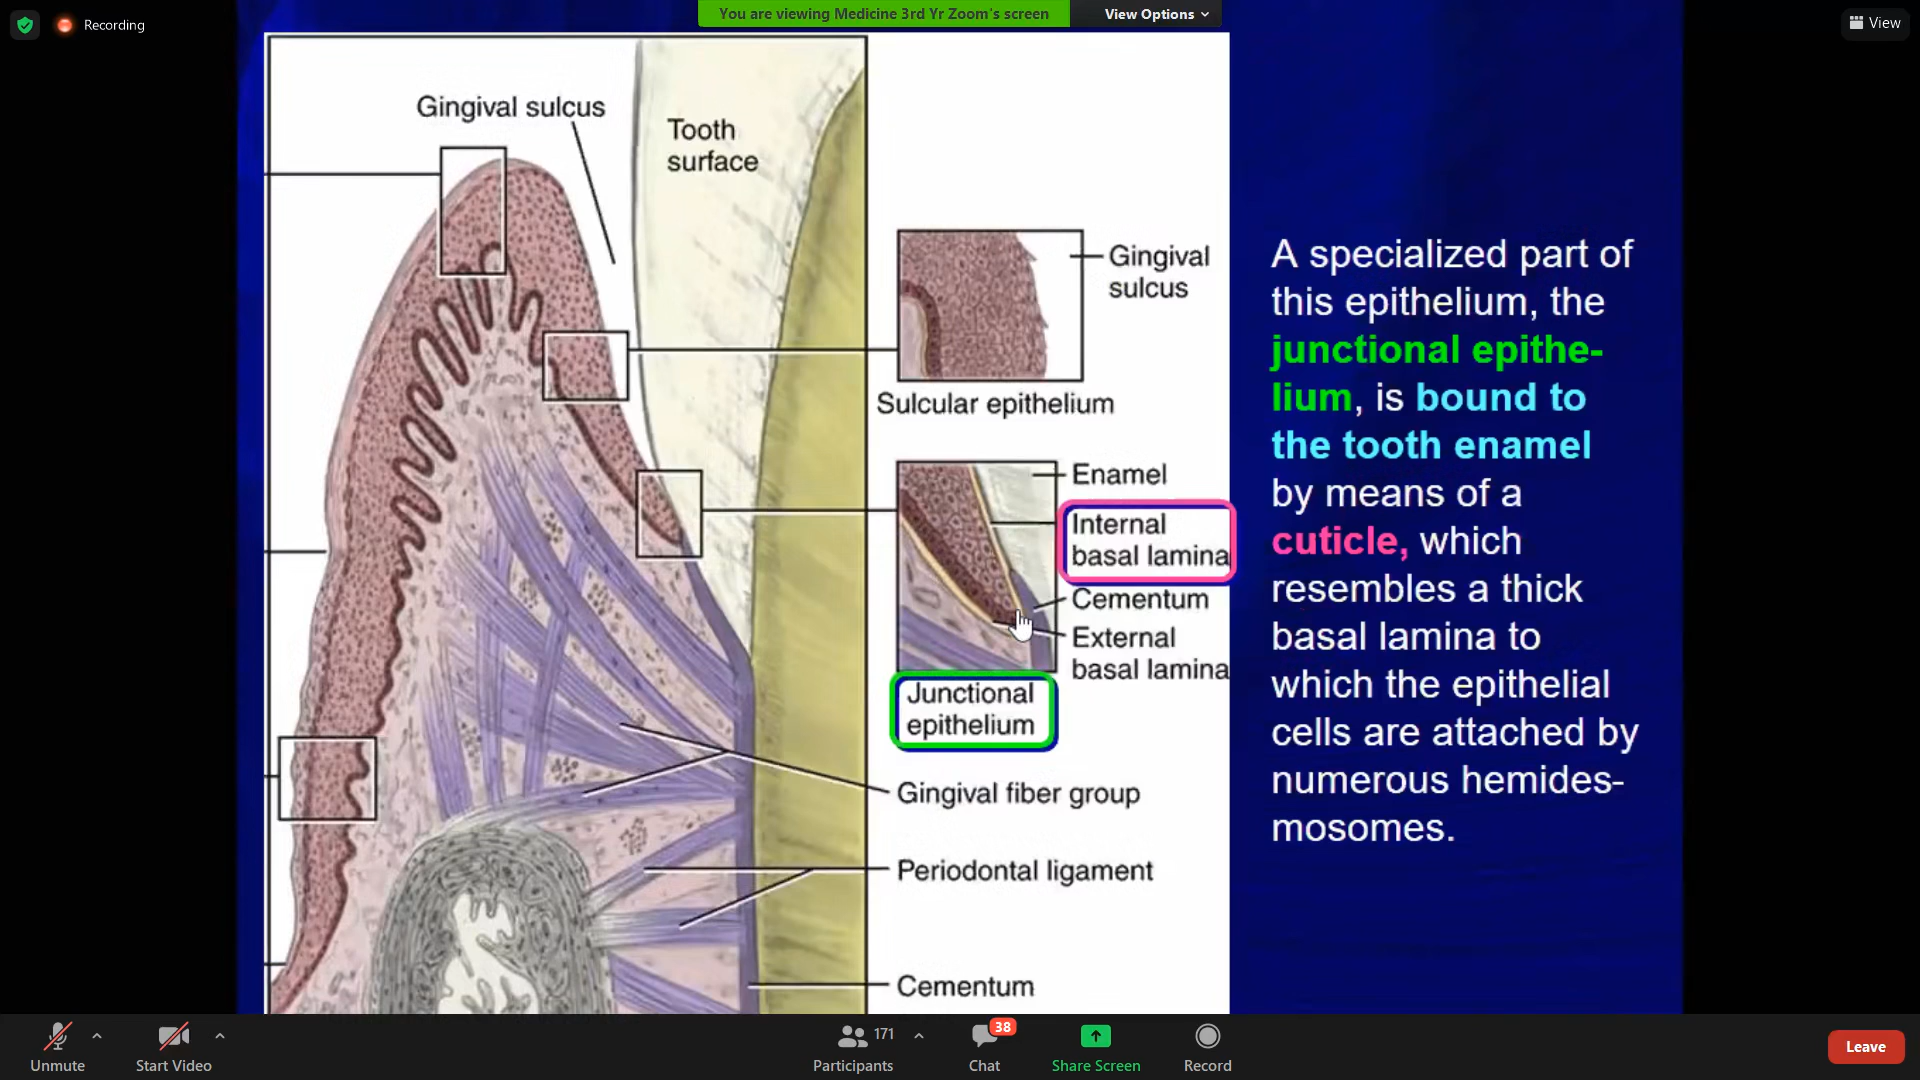 Recording
You are viewing Medicine 3rd Yr Zoom's screen
View Options
View
Gingival sulcus
Tooth
surface
Gingival
sulcus
Sulcular epithelium
Enamel
Internal
basal lamina
Cementum
External
basal lamina
Junctional
epithelium
Gingival fiber group
Periodontal ligament
Cementum
A specialized part of
this epithelium, the
junctional epithe-
lium, is bound to
the tooth enamel
by means of a
cuticle, which
resembles a thick
basal lamina to
which the epithelial
cells are attached by
numerous hemides-
mosomes.
Unmute
Start Video
171
Participants
38
Chat
Share Screen
Record
Leave